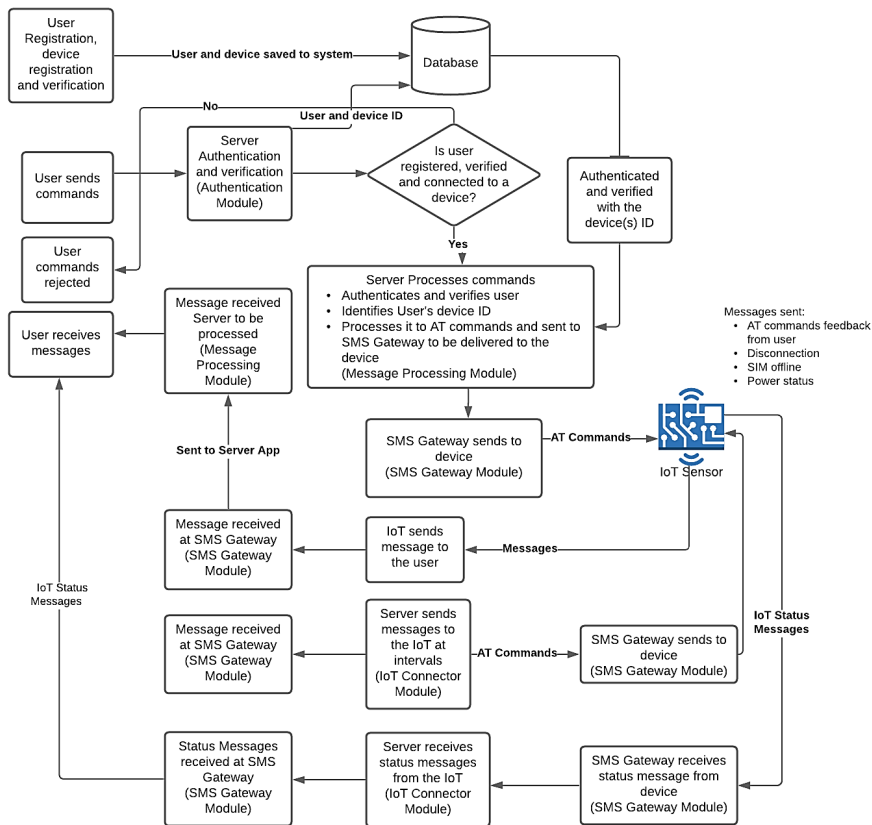 User
Registration,
device
registration
and verification
User and device saved to system
Database
No
User and device ID
User sends
commands
Server
Authentication
and verification
(Authentication
Module)
Is user
registered, verified
and connected to a
device?
Authenticated
and verified
with the
device(s) ID
User
commands
rejected
Yes
Server Processes commands
• Authenticates and verifies user
• Identifies User's device ID
• Processes it to AT commands and sent to
SMS Gateway to be delivered to the
device
(Message Processing Module)
User receives
messages
Message received
Server to be
processed
(Message
Processing
Module)
Messages sent:
• AT commands feedback
from user
• Disconnection
• SIM offline
• Power status
SMS Gateway sends to
device
(SMS Gateway Module)
AT Commands
IoT Sensor
Sent to Server App
Message received
at SMS Gateway
(SMS Gateway
Module)
IoT sends
message to
the user
Messages
IoT Status
Messages
Message received
at SMS Gateway
(SMS Gateway
Module)
Server sends
messages to
the IoT at
intervals
(IoT Connector
Module)
AT Commands
SMS Gateway sends to
device
(SMS Gateway Module)
IoT Status
Messages
Status Messages
received at SMS
Gateway
(SMS Gateway
Module)
Server receives
status messages
from the IoT
(IoT Connector
Module)
SMS Gateway receives
status message from
device
(SMS Gateway Module)